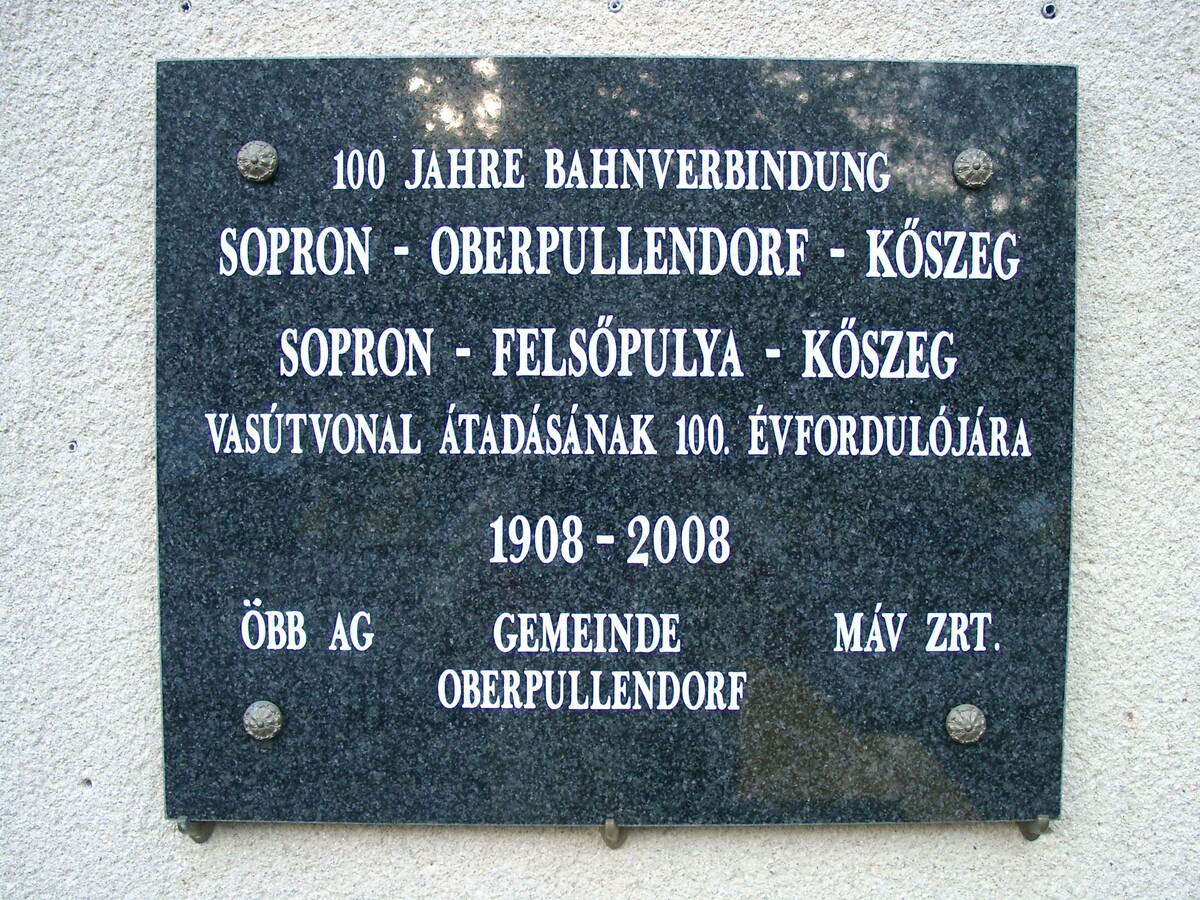 100 JAHRE BAHNVERBINDUNG
SOPRON - OBERPULLENDORF - KŐSZEG
SOPRON - FELSŐPULYA - KŐSZEG
VASÚTVONAL ÁTADÁSÁNAK 100. ÉVFORDULÓJÁRA
1908 - 2008
ÖBB AG GEMEINDE MÁV ZRT.
OBERPULLENDORF